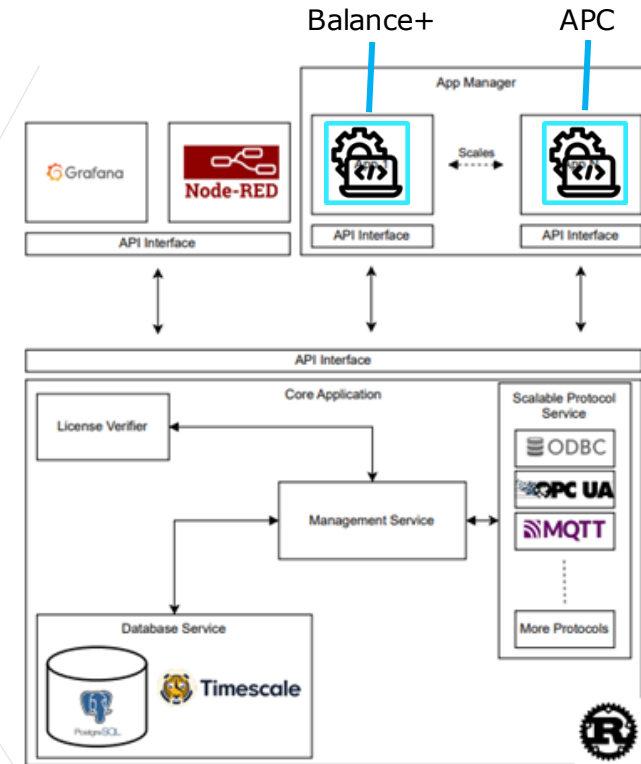 Balance+
APC
App Manager
Grafana
Node-RED
Scales
API Interface
API Interface
API Interface
API Interface
Core Application
License Verifier
Scalable Protocol
Service
ODBC
OPC UA
MQTT
Management Service
More Protocols
Database Service
PostgreSQL
Timescale
R